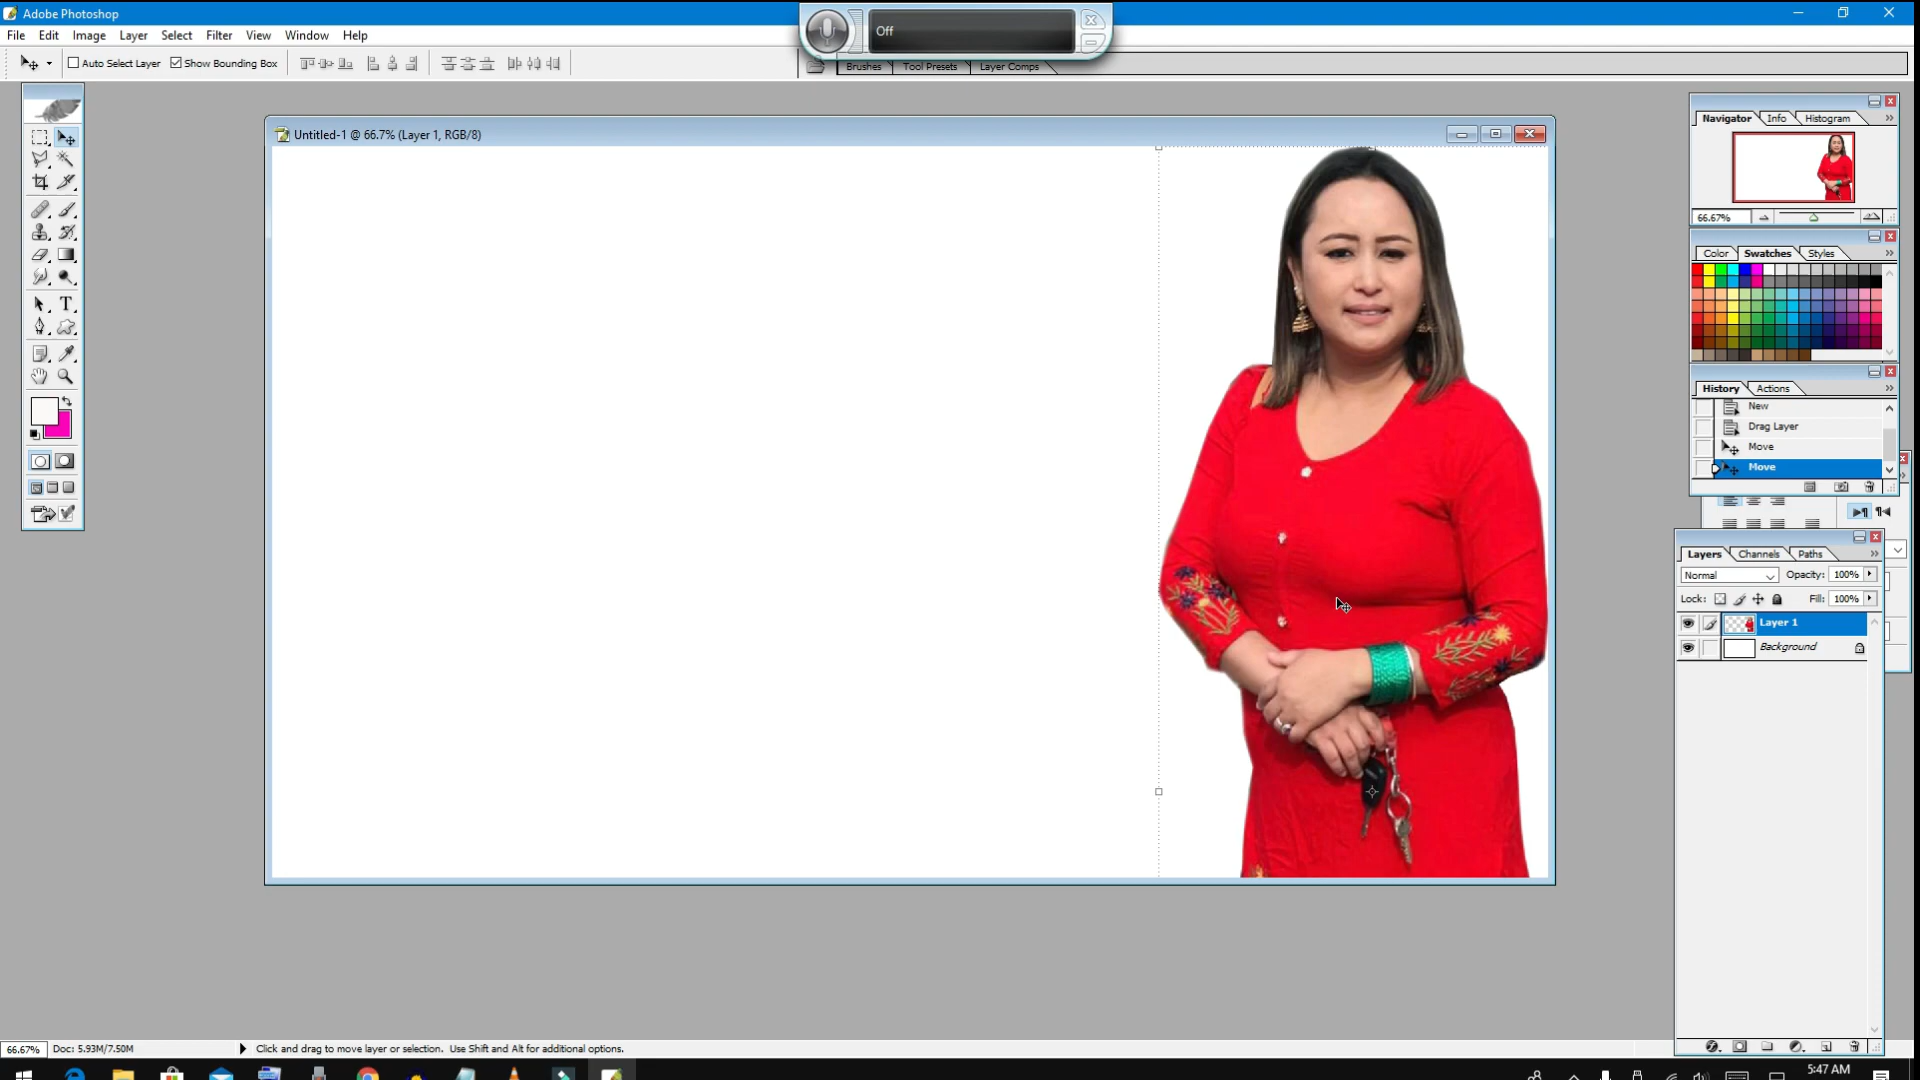 Adobe Photoshop
Off
File Edit Image Layer Select Filter View Window Help
Auto Select Layer Show Bounding Box
Brushes Tool Presets Layer Comps
Untitled-1 @ 66.7% (Layer 1, RGB/8)
Navigator Info Histogram
66.67%
Color Swatches Styles
History Actions
New
Drag Layer
Move
Move
Layers Channels Paths
Normal Opacity: 100%
Lock: Fill: 100%
Layer 1
Background
66.67% Doc: 5.93M/7.50M Click and drag to move layer or selection. Use Shift and Alt for additional options.
5:47 AM